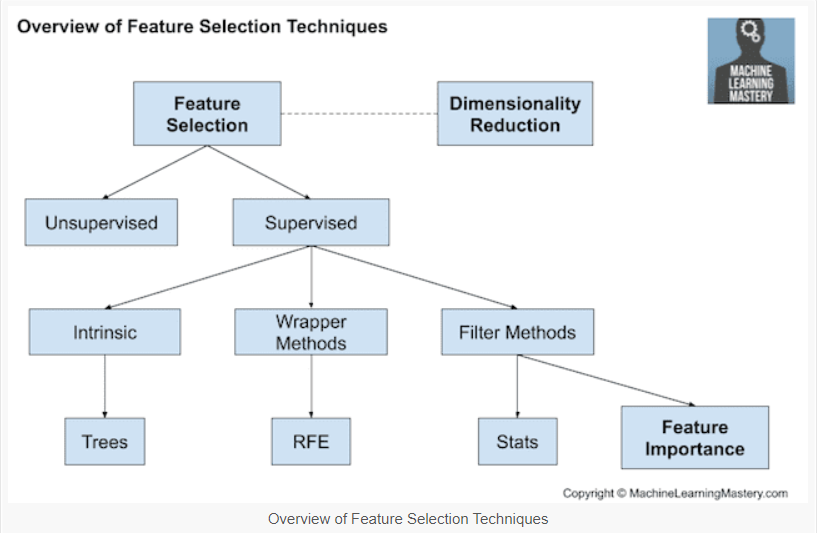 Overview of Feature Selection Techniques
MACHINE
LEARNING
MASTERY
Feature
Selection
Dimensionality
Reduction
Unsupervised
Supervised
Intrinsic
Wrapper
Methods
Filter Methods
Trees
RFE
Stats
Feature
Importance
Copyright © MachineLearningMastery.com
Overview of Feature Selection Techniques